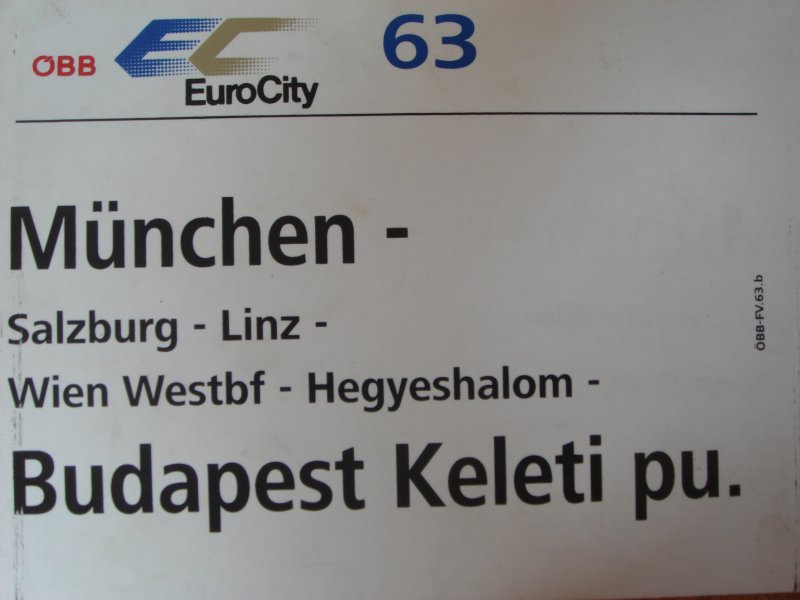 ÖBB EC 63
EuroCity
München -
Salzburg - Linz -
Wien Westbf - Hegyeshalom -
Budapest Keleti pu.
ÖBB-FV.63.b